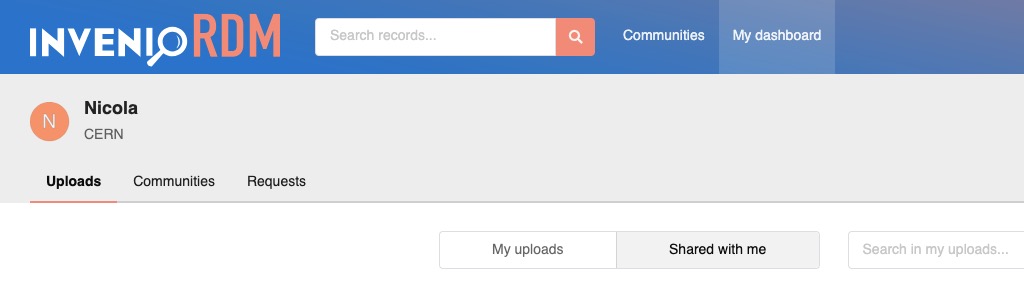 INVENIO RDM
Search records...
Communities
My dashboard
N
Nicola
CERN
Uploads
Communities
Requests
My uploads
Shared with me
Search in my uploads...